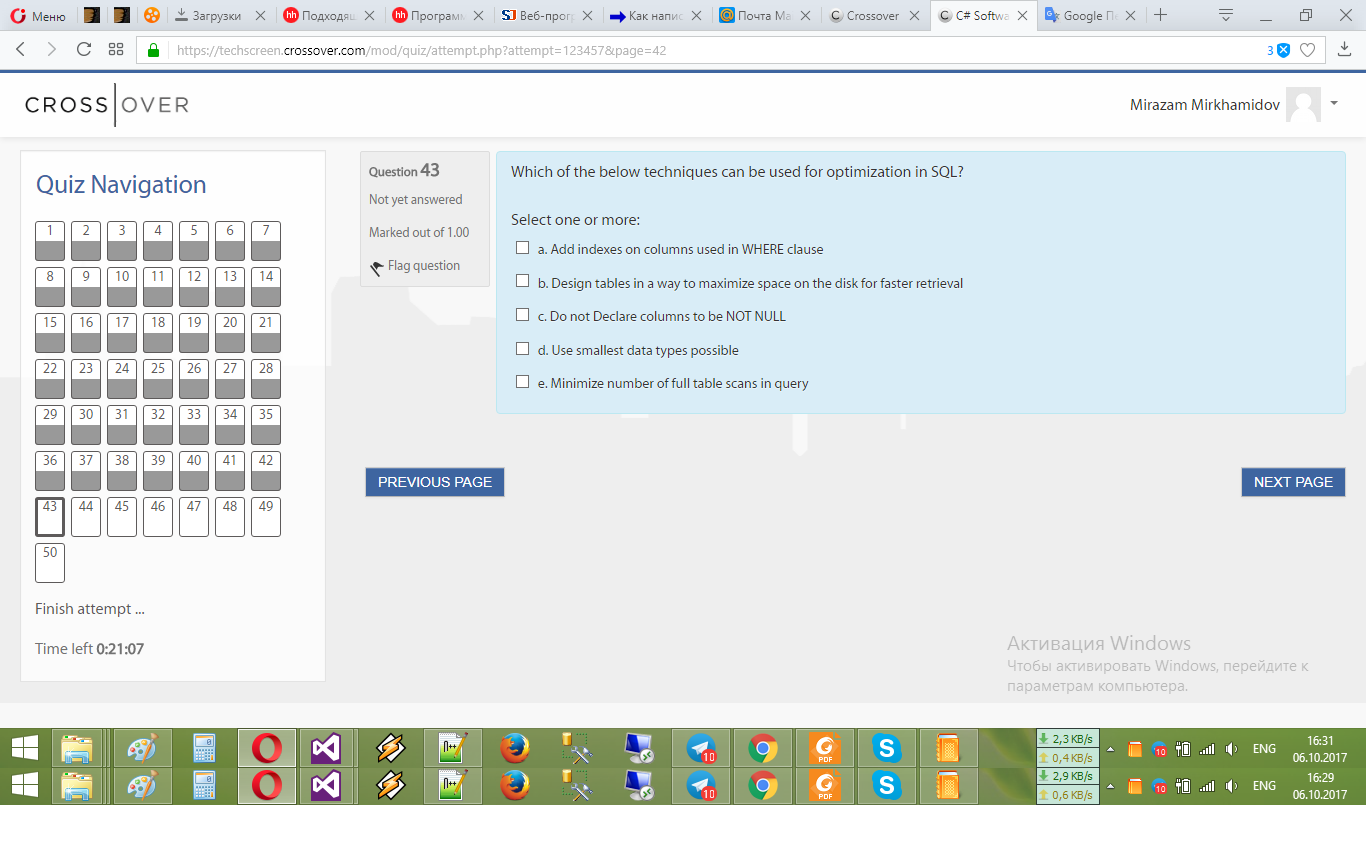 Меню
Загрузки
Подходящ
Програм
Веб-прог
Как напис
Почта Ма
Crossover
C# Softwa
Google П
https://techscreen.crossover.com/mod/quiz/attempt.php?attempt=123457&page=42
3
CROSS OVER
Mirazam Mirkhamidov
Quiz Navigation
1 2 3 4 5 6 7
8 9 10 11 12 13 14
15 16 17 18 19 20 21
22 23 24 25 26 27 28
29 30 31 32 33 34 35
36 37 38 39 40 41 42
43 44 45 46 47 48 49
50
Finish attempt ...
Time left 0:21:07
Question 43
Not yet answered
Marked out of 1.00
Flag question
Which of the below techniques can be used for optimization in SQL?
Select one or more:
a. Add indexes on columns used in WHERE clause
b. Design tables in a way to maximize space on the disk for faster retrieval
c. Do not Declare columns to be NOT NULL
d. Use smallest data types possible
e. Minimize number of full table scans in query
PREVIOUS PAGE
NEXT PAGE
Активация Windows
Чтобы активировать Windows, перейдите к
параметрам компьютера.
10
PDF
2,3 KB/s
0,4 KB/s
10
ENG
16:31
06.10.2017
10
PDF
2,9 KB/s
0,6 KB/s
10
ENG
16:29
06.10.2017